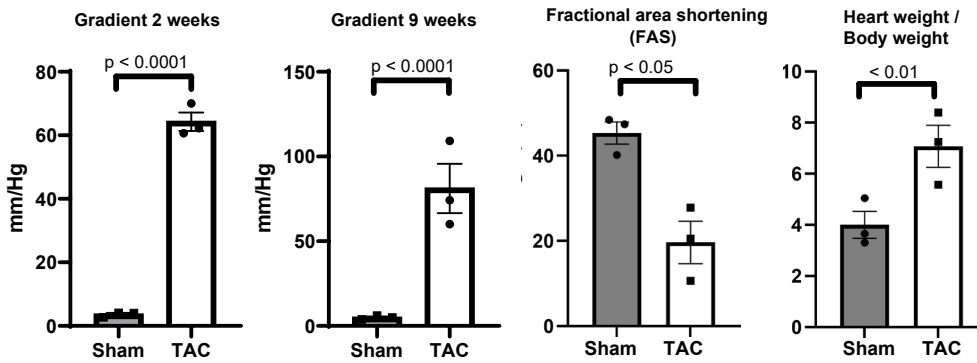 Gradient 2 weeks
p < 0.0001
mm/Hg
80
60
40
20
0
Sham TAC
Gradient 9 weeks
p < 0.0001
mm/Hg
150
100
50
0
Sham TAC
Fractional area shortening
(FAS)
p < 0.05
60
40
20
0
Sham TAC
Heart weight /
Body weight
< 0.01
10
8
6
4
2
0
Sham TAC